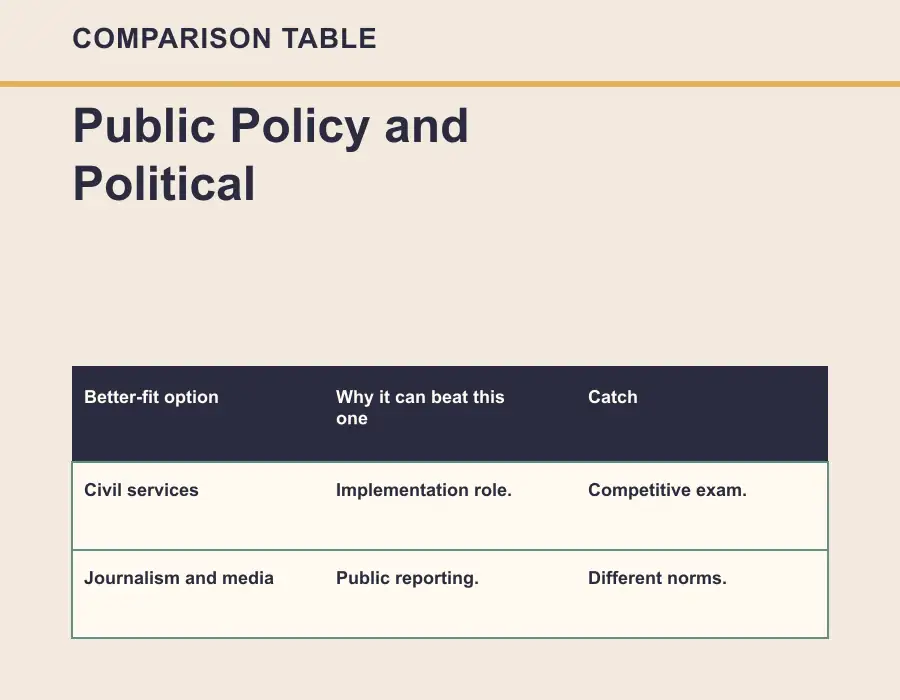 COMPARISON TABLE
Public Policy and
Political
Better-fit option
Why it can beat this
one
Catch
Civil services
Implementation role.
Competitive exam.
Journalism and media
Public reporting.
Different norms.